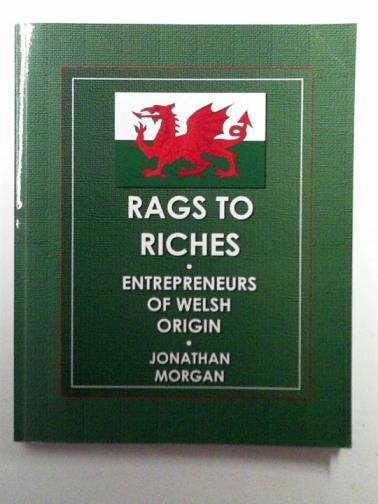 RAGS TO
RICHES
•
ENTREPRENEURS
OF WELSH
ORIGIN
•
JONATHAN
MORGAN